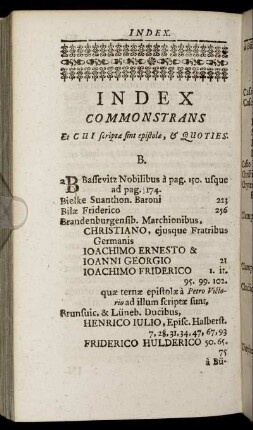 INDEX.
INDEX
COMMONSTRANS
Et CUI scriptæ sint epistolæ, & QUOTIES.
B.
Bassevitz Nobilibus à pag. 150. usque
ad pag. 174.
Bielke Suanthon. Baroni 223
Bilæ Friderico 256
Brandenburgensib. Marchionibus,
CHRISTIANO, ejusque Fratribus
Germanis
IOACHIMO ERNESTO &
IOANNI GEORGIO 21
IOACHIMO FRIDERICO 1. it.
95. 99. 102.
quæ ternæ epistolæ à Petro Victo-
rio ad illum scriptæ sunt,
Brunsuic. & Lüneb. Ducibus,
HENRICO IULIO, Episc. Halberst.
7, 28, 31, 34, 47, 67, 93
FRIDERICO HULDERICO 50. 65.
75
à Bü-